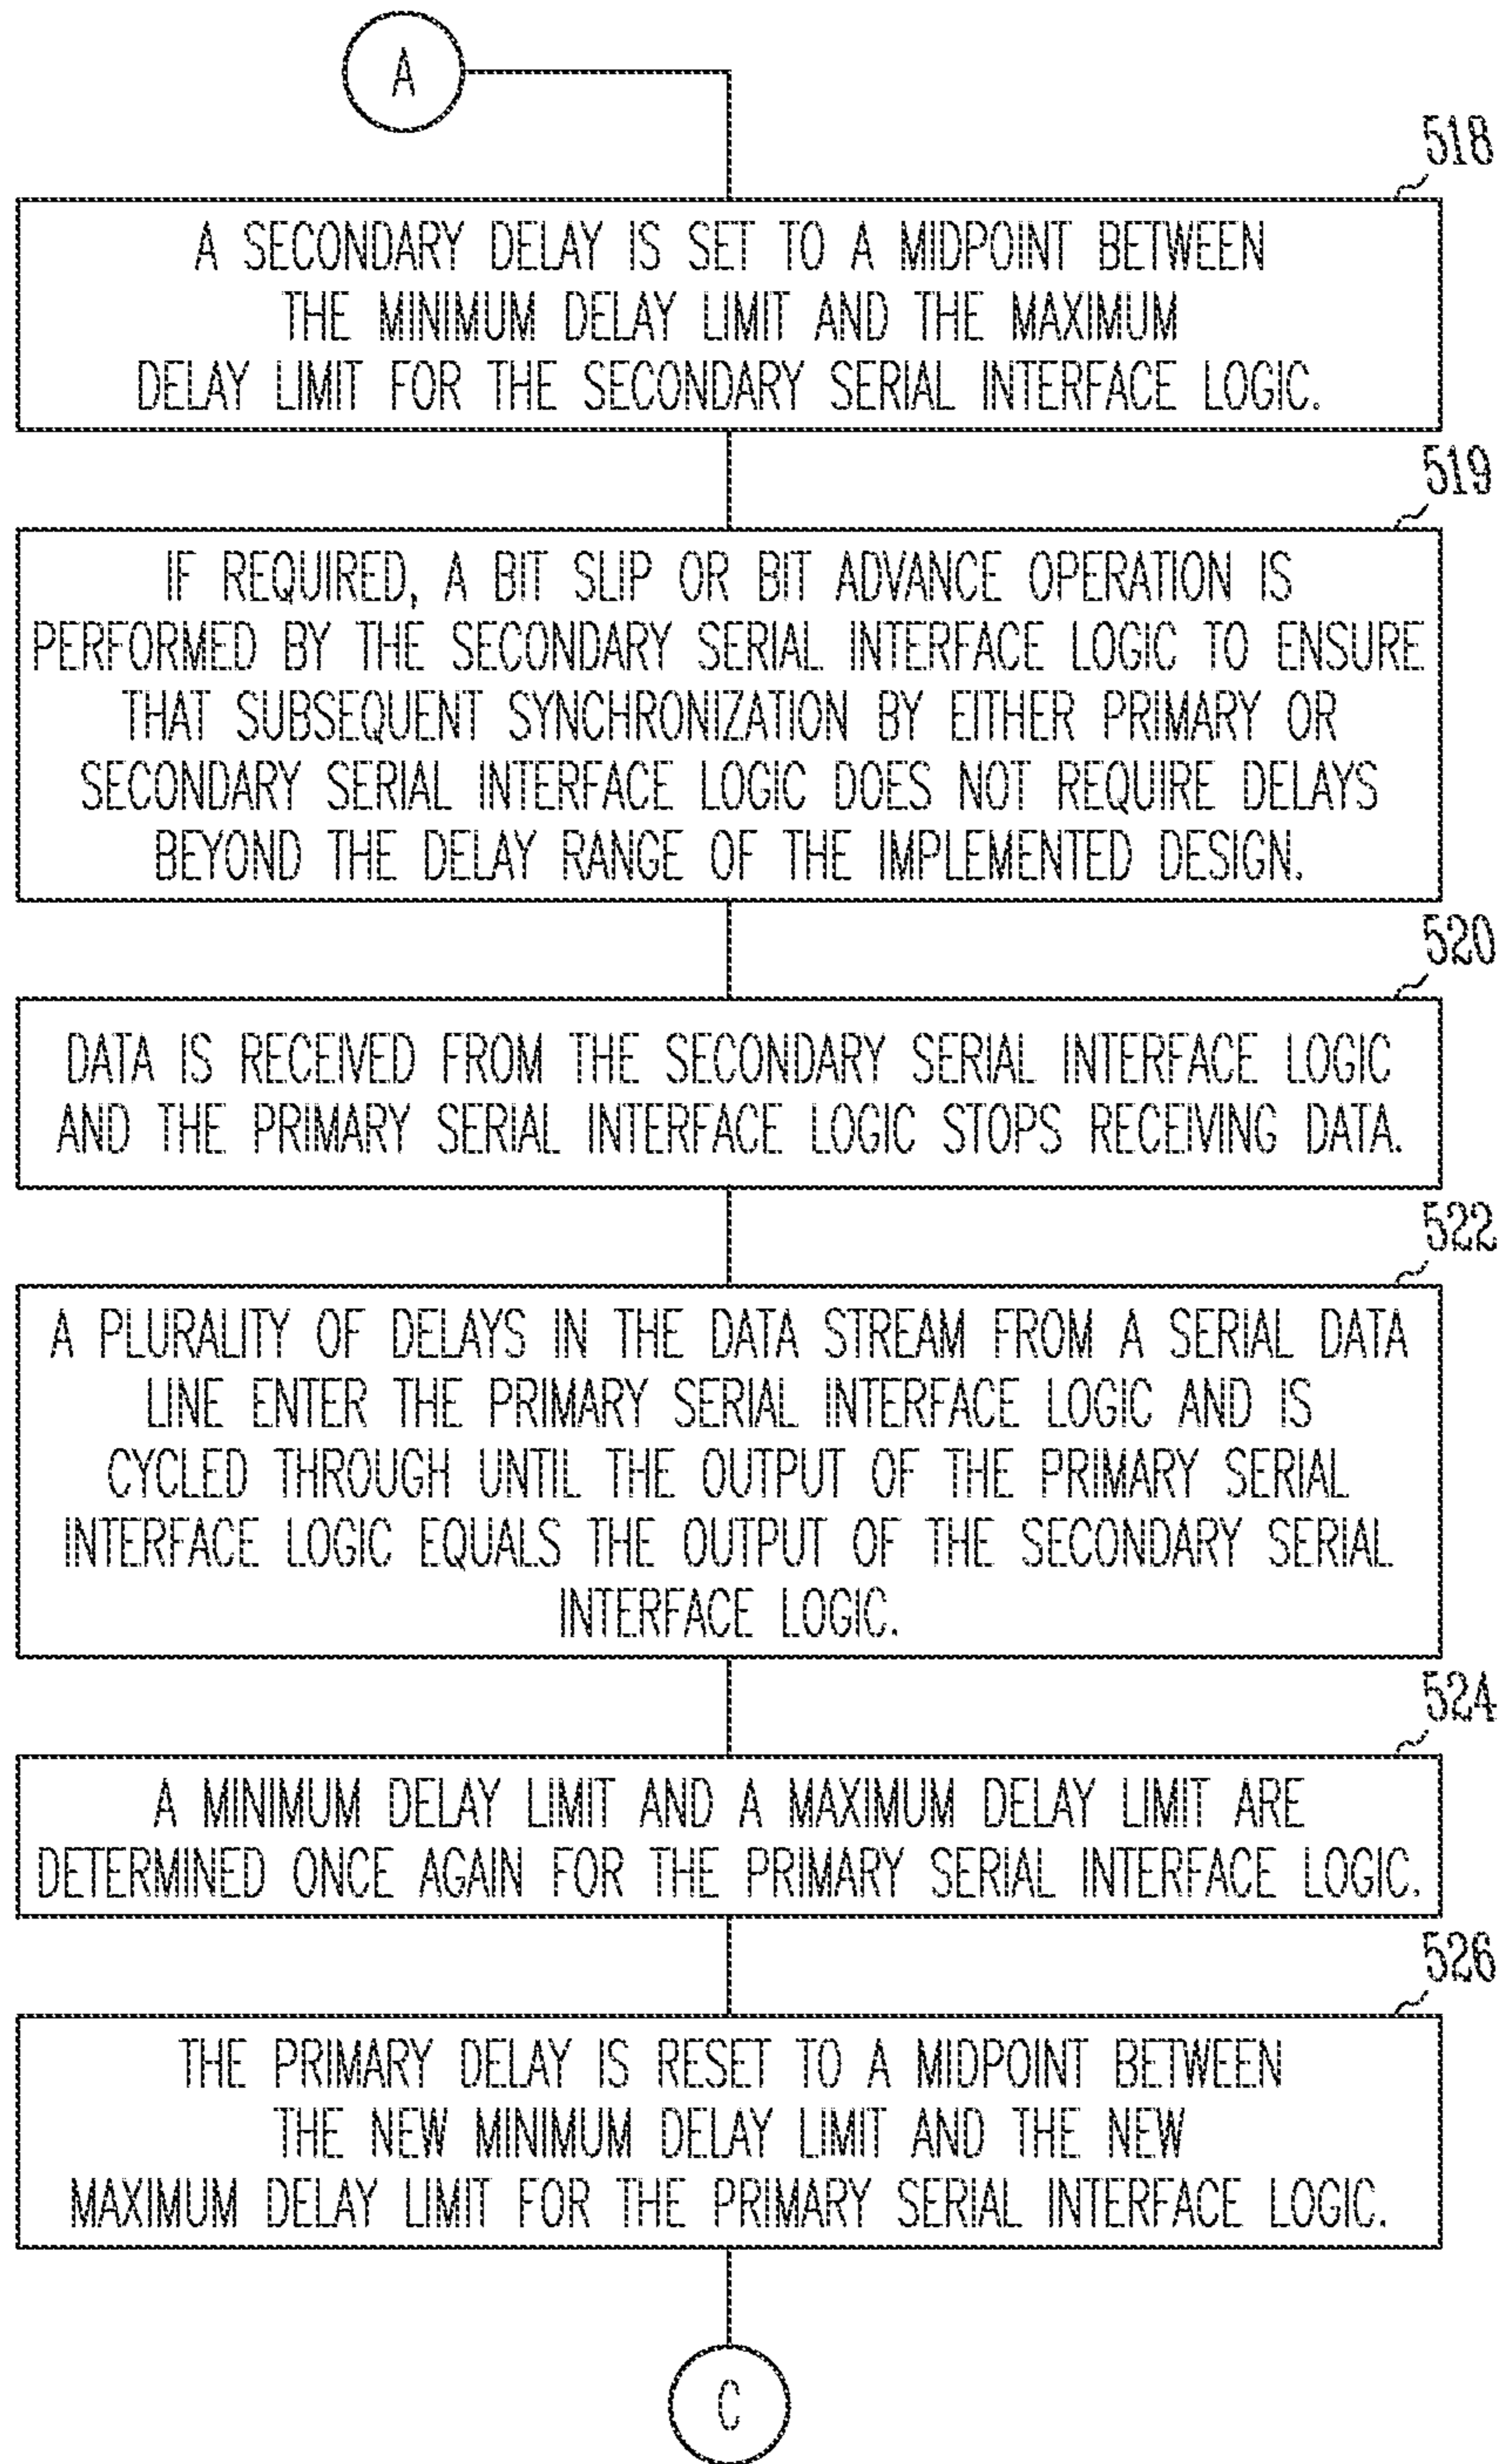 A
518
A SECONDARY DELAY IS SET TO A MIDPOINT BETWEEN
THE MINIMUM DELAY LIMIT AND THE MAXIMUM
DELAY LIMIT FOR THE SECONDARY SERIAL INTERFACE LOGIC.
519
IF REQUIRED, A BIT SLIP OR BIT ADVANCE OPERATION IS
PERFORMED BY THE SECONDARY SERIAL INTERFACE LOGIC TO ENSURE
THAT SUBSEQUENT SYNCHRONIZATION BY EITHER PRIMARY OR
SECONDARY SERIAL INTERFACE LOGIC DOES NOT REQUIRE DELAYS
BEYOND THE DELAY RANGE OF THE IMPLEMENTED DESIGN.
520
DATA IS RECEIVED FROM THE SECONDARY SERIAL INTERFACE LOGIC
AND THE PRIMARY SERIAL INTERFACE LOGIC STOPS RECEIVING DATA.
522
A PLURALITY OF DELAYS IN THE DATA STREAM FROM A SERIAL DATA
LINE ENTER THE PRIMARY SERIAL INTERFACE LOGIC AND IS
CYCLED THROUGH UNTIL THE OUTPUT OF THE PRIMARY SERIAL
INTERFACE LOGIC EQUALS THE OUTPUT OF THE SECONDARY SERIAL
INTERFACE LOGIC.
524
A MINIMUM DELAY LIMIT AND A MAXIMUM DELAY LIMIT ARE
DETERMINED ONCE AGAIN FOR THE PRIMARY SERIAL INTERFACE LOGIC.
526
THE PRIMARY DELAY IS RESET TO A MIDPOINT BETWEEN
THE NEW MINIMUM DELAY LIMIT AND THE NEW
MAXIMUM DELAY LIMIT FOR THE PRIMARY SERIAL INTERFACE LOGIC.
C